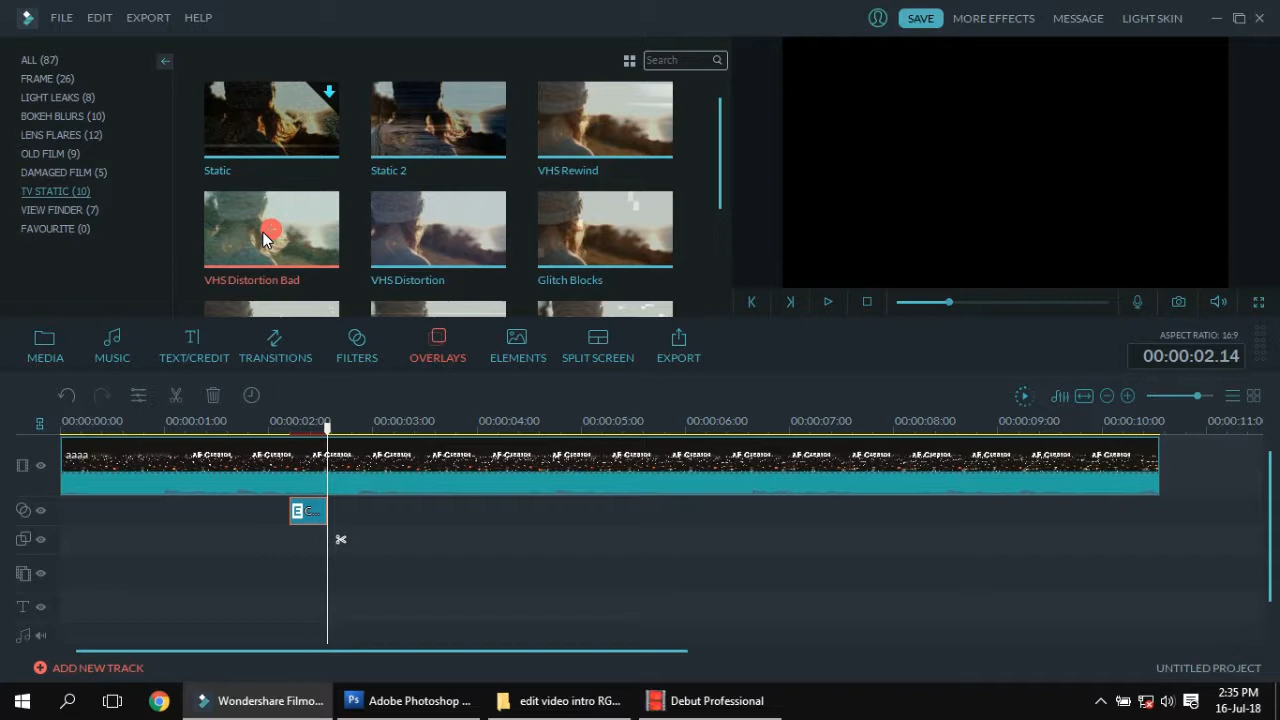 FILE EDIT EXPORT HELP SAVE MORE EFFECTS MESSAGE LIGHT SKIN
ALL (87)
FRAME (26)
LIGHT LEAKS (8)
BOKEH BLURS (10)
LENS FLARES (12)
OLD FILM (9)
DAMAGED FILM (5)
TV STATIC (10)
VIEW FINDER (7)
FAVOURITE (0)
Search
Static Static 2 VHS Rewind
VHS Distortion Bad VHS Distortion Glitch Blocks
MEDIA MUSIC TEXT/CREDIT TRANSITIONS FILTERS OVERLAYS ELEMENTS SPLIT SCREEN EXPORT
ASPECT RATIO: 16:9
00:00:02.14
00:00:00:00 00:00:01:00 00:00:02:0 00:00:03:00 00:00:04:00 00:00:05:00 00:00:06:00 00:00:07:00 00:00:08:00 00:00:09:00 00:00:10:00 00:00:11:0
E C...
T
ADD NEW TRACK UNTITLED PROJECT
Wondershare Filmo... Ps Adobe Photoshop ... edit video intro RG... Debut Professional
2:35 PM
16-Jul-18